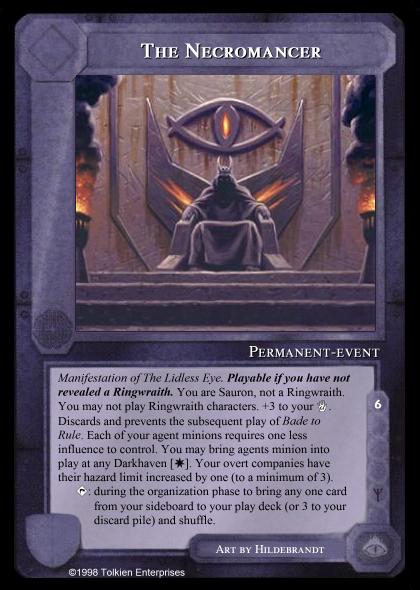 THE NECROMANCER
PERMANENT-EVENT
Manifestation of The Lidless Eye. Playable if you have not
revealed a Ringwraith. You are Sauron, not a Ringwraith.
You may not play Ringwraith characters. +3 to your .
Discards and prevents the subsequent play of Bade to
Rule. Each of your agent minions requires one less
influence to control. You may bring agents minion into
play at any Darkhaven [✷]. Your overt companies have
their hazard limit increased by one (to a minimum of 3).
: during the organization phase to bring any one card
from your sideboard to your play deck (or 3 to your
discard pile) and shuffle.
6
ART BY HILDEBRANDT
©1998 Tolkien Enterprises